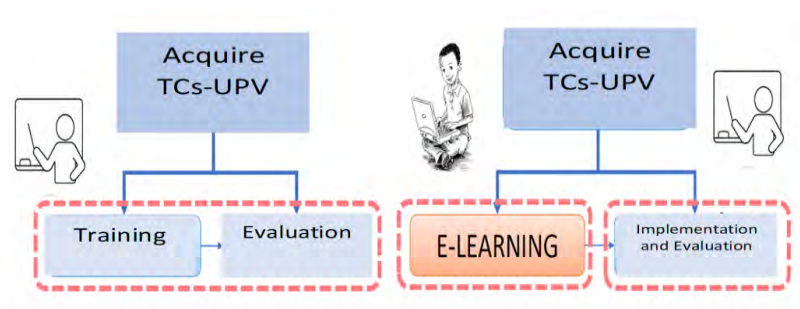 Acquire
TCs-UPV
Training
Evaluation
Acquire
TCs-UPV
E-LEARNING
Implementation
and Evaluation